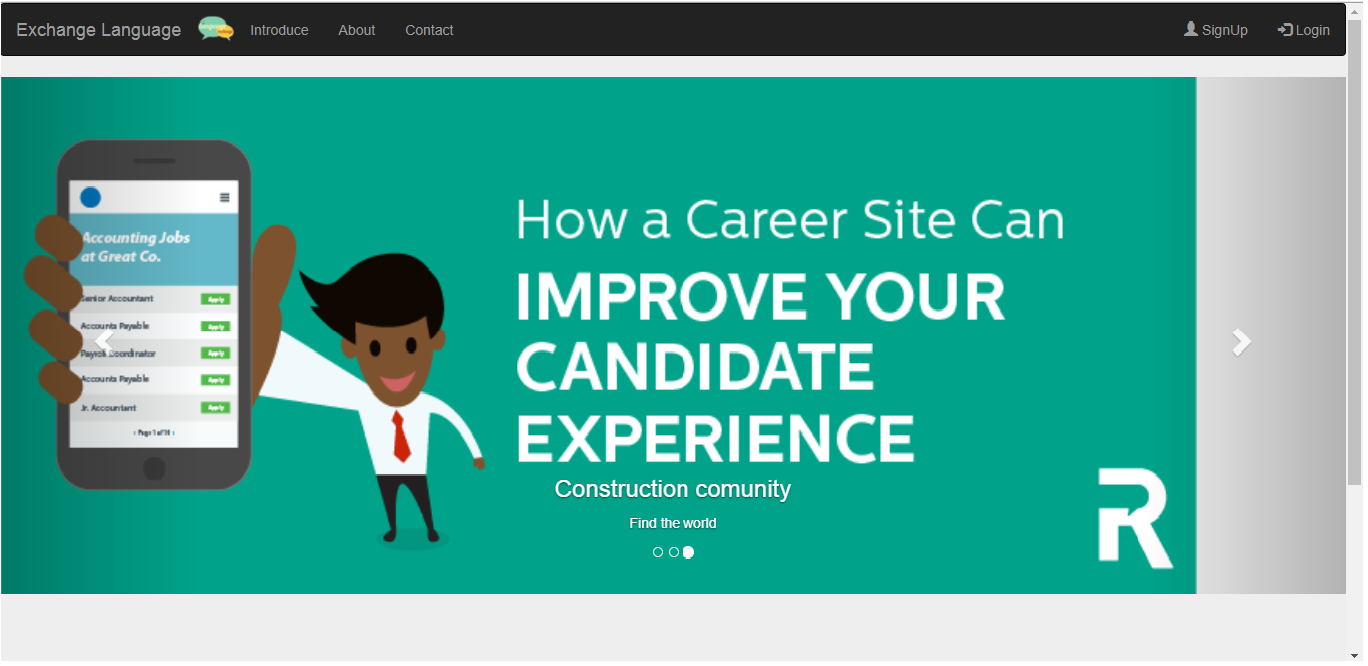 Exchange Language Introduce About Contact SignUp Login
Accounting Jobs
at Great Co.
Senior Accountant Apply
Accounts Payable Apply
Payroll Coordinator Apply
Accounts Payable Apply
Jr. Accountant Apply
How a Career Site Can
IMPROVE YOUR
CANDIDATE
EXPERIENCE
Construction comunity
Find the world
R